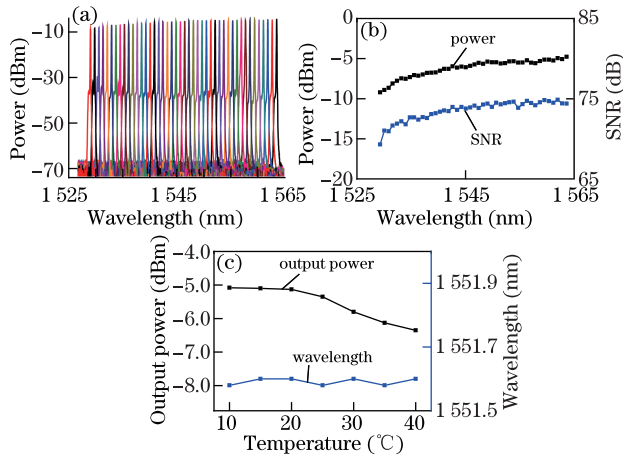 (a)
Power (dBm)
−10
−30
−50
−70
1 525
1 545
1 565
Wavelength (nm)
(b)
Power (dBm)
0
−5
−10
−15
−20
power
SNR
85
75
65
SNR (dB)
1 525
1 545
1 565
Wavelength (nm)
(c)
Output power (dBm)
−4.0
−5.0
−6.0
−7.0
−8.0
output power
wavelength
1 551.9
1 551.7
1 551.5
Wavelength (nm)
10
20
30
40
Temperature (℃)